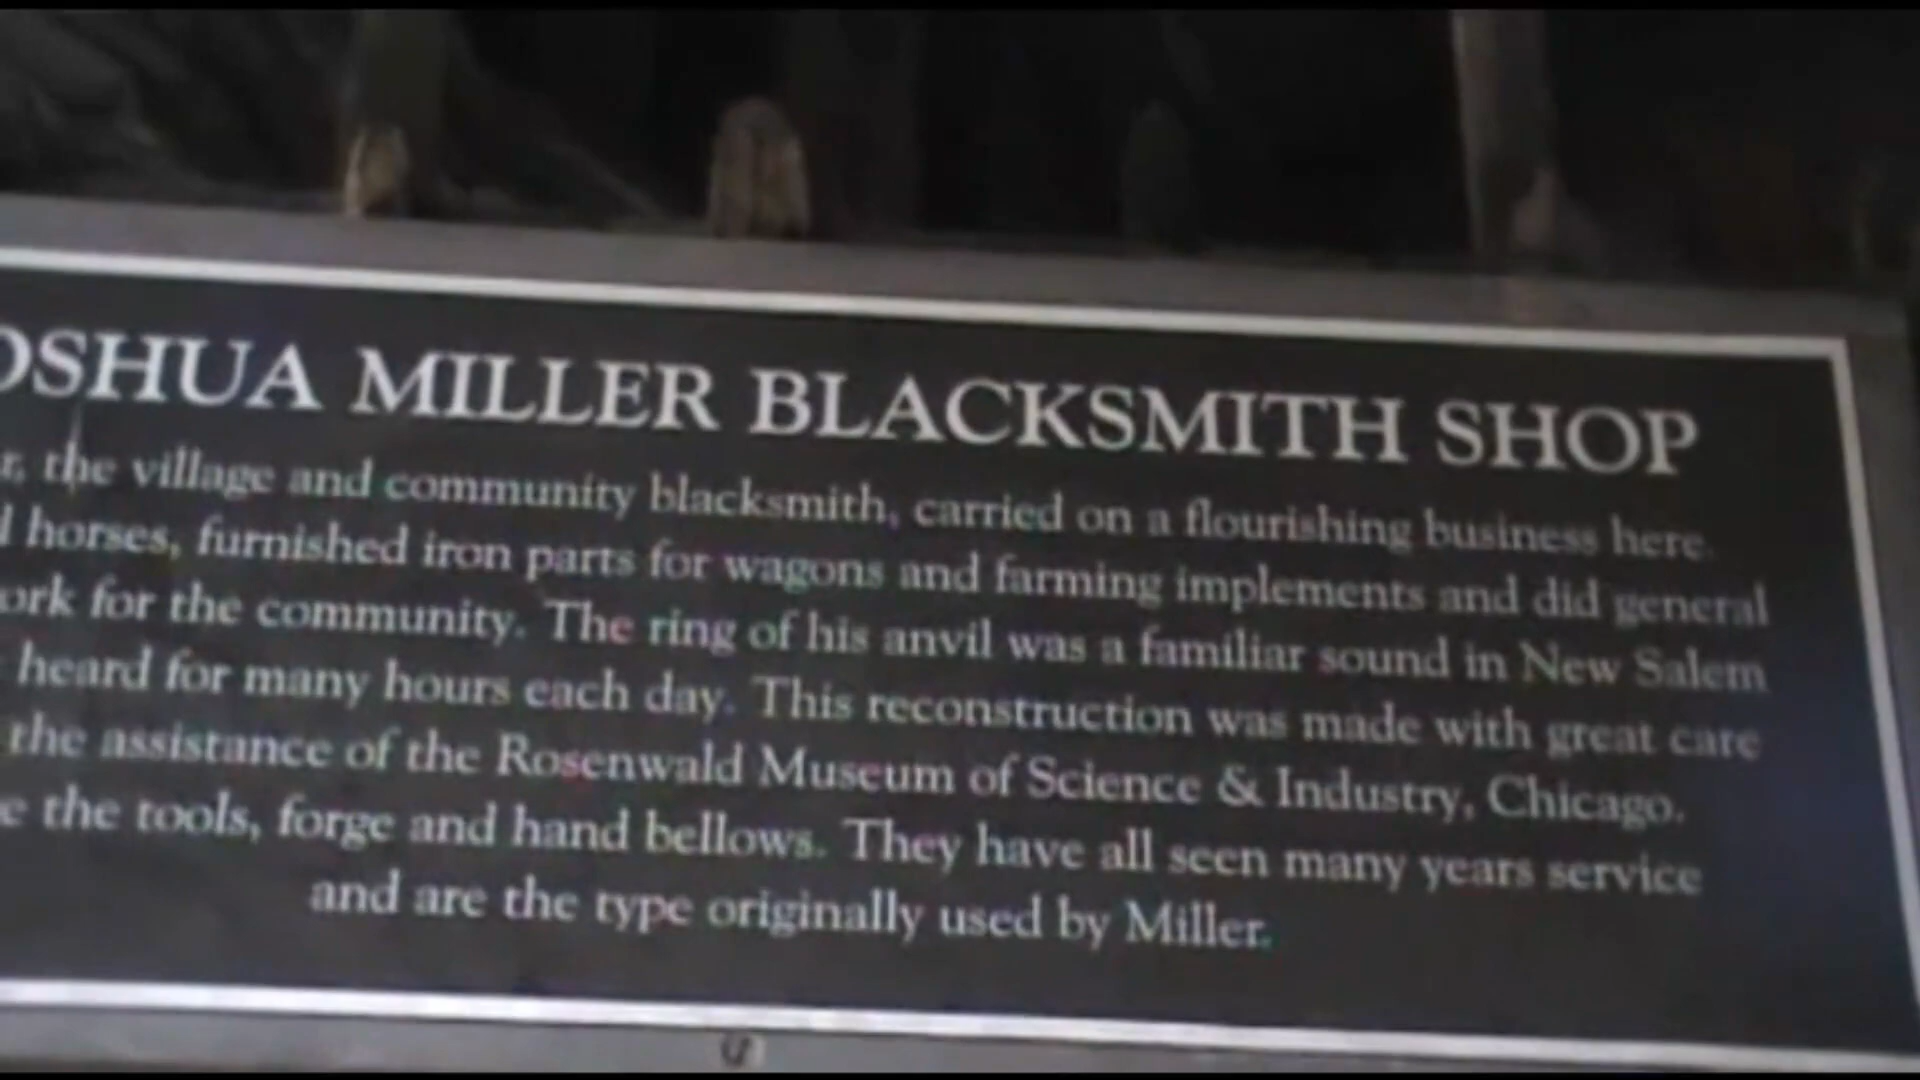 OSHUA MILLER BLACKSMITH SHOP
r, the village and community blacksmith, carried on a flourishing business here.
d horses, furnished iron parts for wagons and farming implements and did general
ork for the community. The ring of his anvil was a familiar sound in New Salem
heard for many hours each day. This reconstruction was made with great care
the assistance of the Rosenwald Museum of Science & Industry, Chicago.
e the tools, forge and hand bellows. They have all seen many years service
and are the type originally used by Miller.